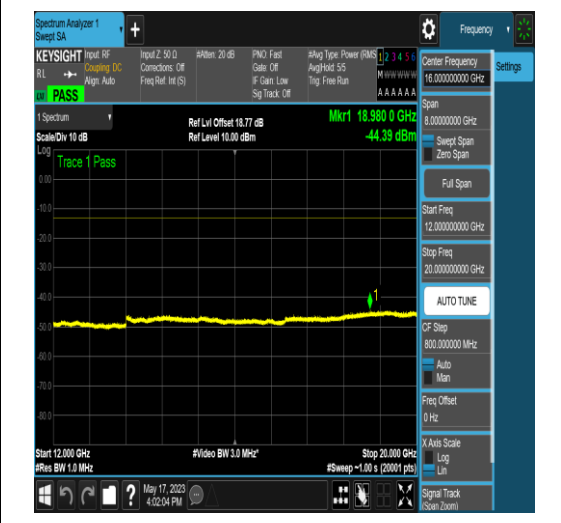 Spectrum Analyzer 1
Swept SA
Frequency
KEYSIGHT
RL
Input: RF
Coupling: DC
Align: Auto
PASS
Input Z: 50 Ω
Corrections: Off
Freq Ref: Int (S)
#Atten: 20 dB
PNO: Fast
Gate: Off
IF Gain: Low
Sig Track: Off
#Avg Type: Power (RMS
Avg|Hold: 5/5
Trig: Free Run
1 2 3 4 5 6
M W W W W W
A A A A A A
1 Spectrum
Scale/Div 10 dB
Ref Lvl Offset 18.77 dB
Ref Level 10.00 dBm
Mkr1 18.980 0 GHz
-44.39 dBm
Log
Trace 1 Pass
0.00
-10.0
-20.0
-30.0
-40.0
-50.0
-60.0
-70.0
-80.0
1
Start 12.000 GHz
#Res BW 1.0 MHz
#Video BW 3.0 MHz*
Stop 20.000 GHz
#Sweep ~1.00 s (20001 pts)
May 17, 2023
4:02:04 PM
Center Frequency
16.000000000 GHz
Settings
Span
8.00000000 GHz
Swept Span
Zero Span
Full Span
Start Freq
12.000000000 GHz
Stop Freq
20.000000000 GHz
AUTO TUNE
CF Step
800.000000 MHz
Auto
Man
Freq Offset
0 Hz
X Axis Scale
Log
Lin
Signal Track
(Span Zoom)